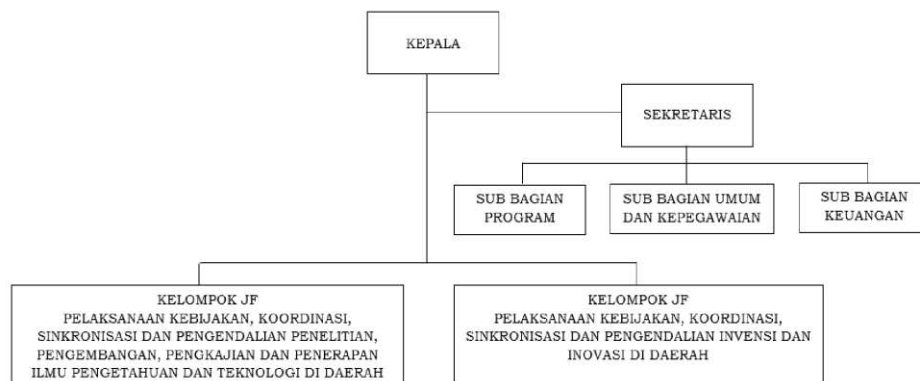 KEPALA
SEKRETARIS
SUB BAGIAN
PROGRAM
SUB BAGIAN UMUM
DAN KEPEGAWAIAN
SUB BAGIAN
KEUANGAN
KELOMPOK JF
PELAKSANAAN KEBIJAKAN, KOORDINASI,
SINKRONISASI DAN PENGENDALIAN PENELITIAN,
PENGEMBANGAN, PENGKAJIAN DAN PENERAPAN
ILMU PENGETAHUAN DAN TEKNOLOGI DI DAERAH
KELOMPOK JF
PELAKSANAAN KEBIJAKAN, KOORDINASI,
SINKRONISASI DAN PENGENDALIAN INVENSI DAN
INOVASI DI DAERAH